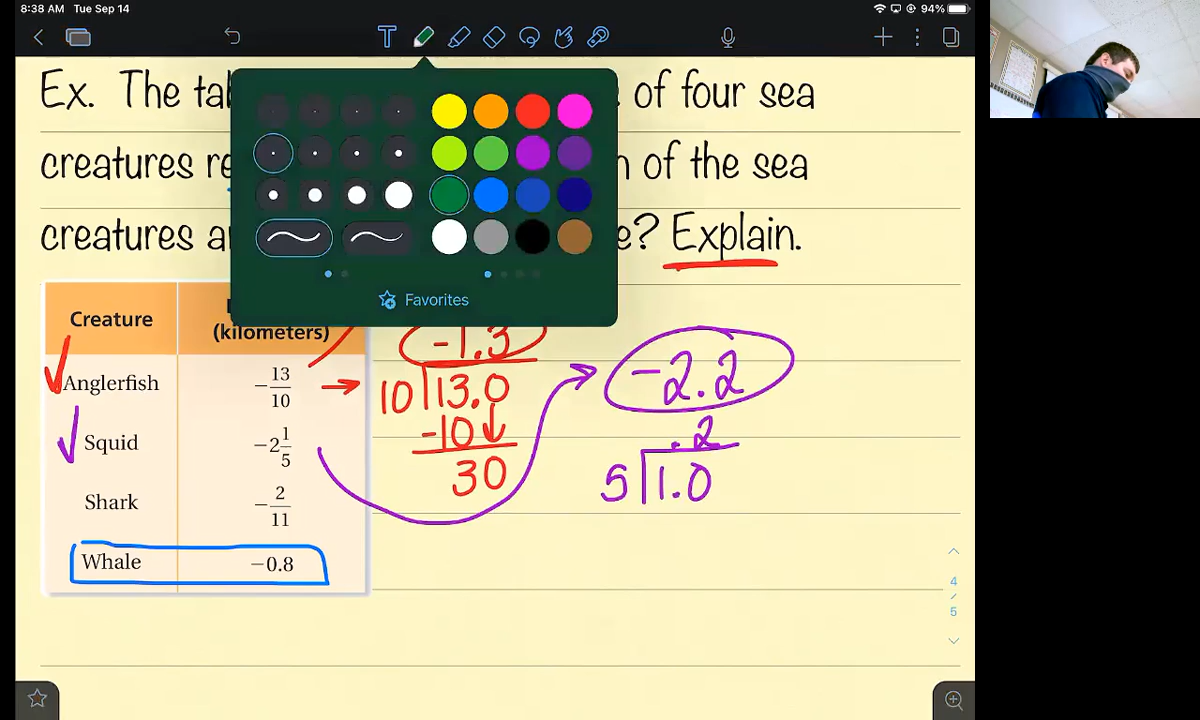 8:38 AM Tue Sep 14
94%
Ex. The of four sea
creatures of the sea
creatures Explain.
Favorites
Creature (kilometers)
Anglerfish -13/10
Squid -2 1/5
Shark -2/11
Whale -0.8
-1.3
10 13.0
-10
30
-2.2
.2
5 1.0
4
5